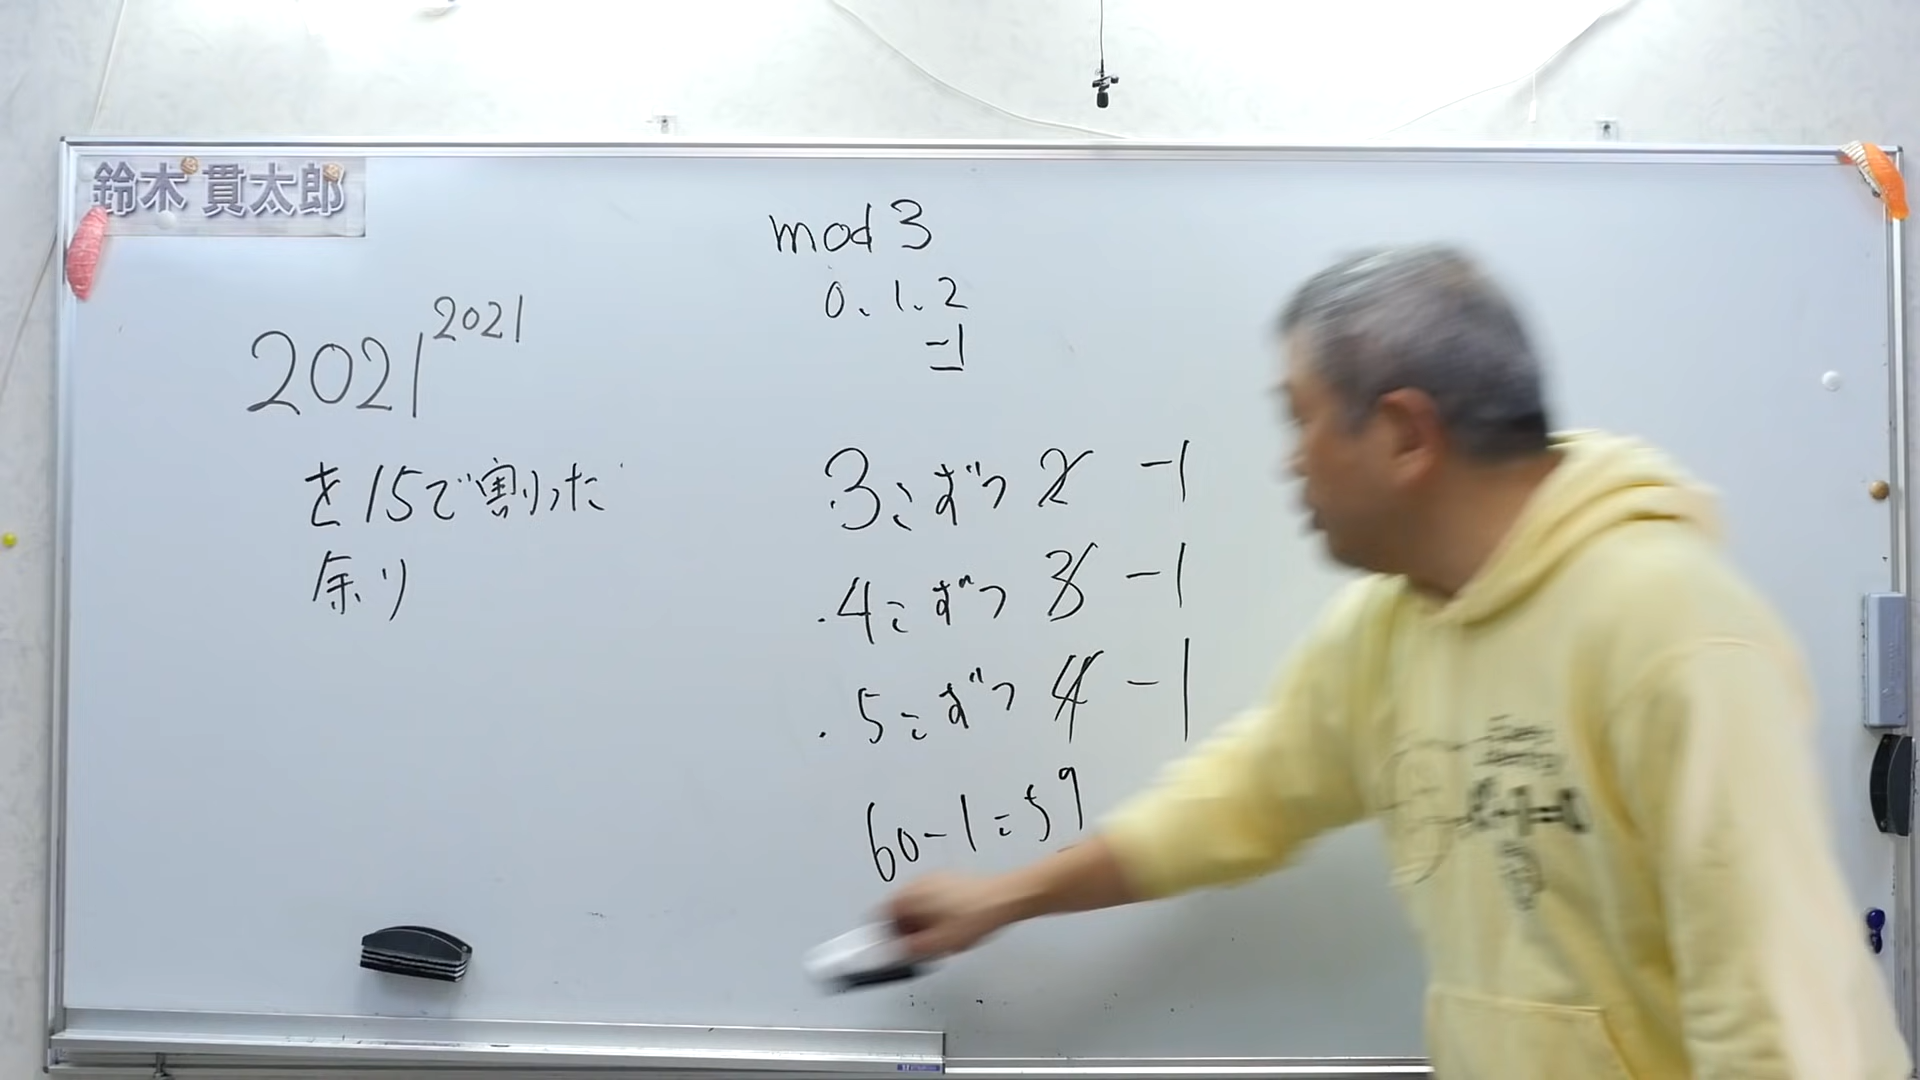 鈴木 貫太郎
2021^2021
を15で割った
余り
mod 3
0, 1, 2
-1
3こずつ 2 -1
4こずつ 3 -1
5こずつ 4 -1
60-1=59